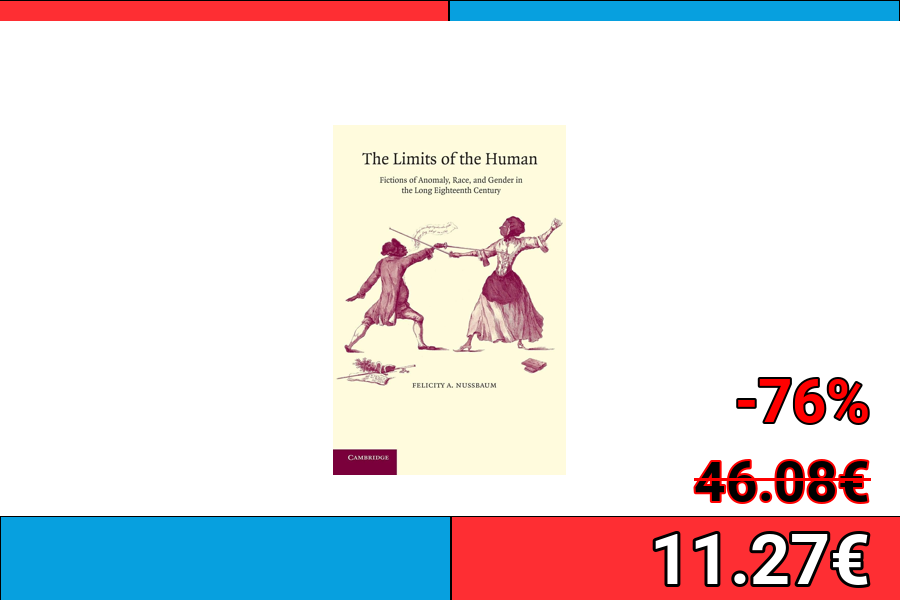 The Limits of the Human
Fictions of Anomaly, Race, and Gender in
the Long Eighteenth Century
FELICITY A. NUSSBAUM
CAMBRIDGE
-76%
46.08€
11.27€